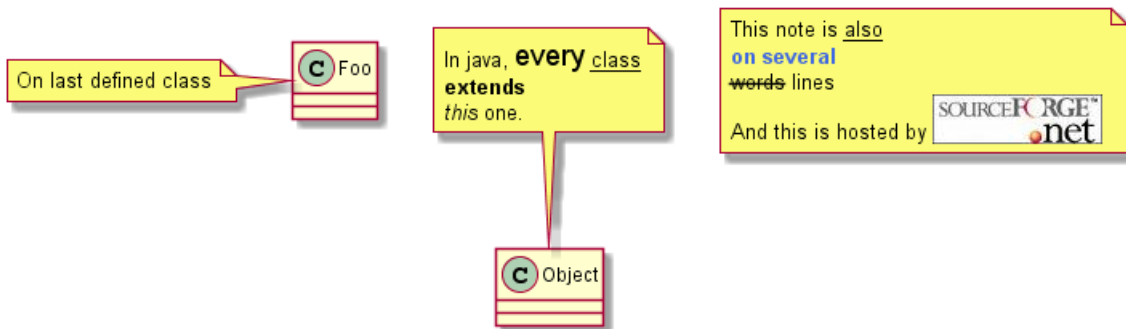 On last defined class
C Foo
In java, every class
extends
this one.
C Object
This note is also
on several
words lines
And this is hosted by SOURCEFORGE™
.net